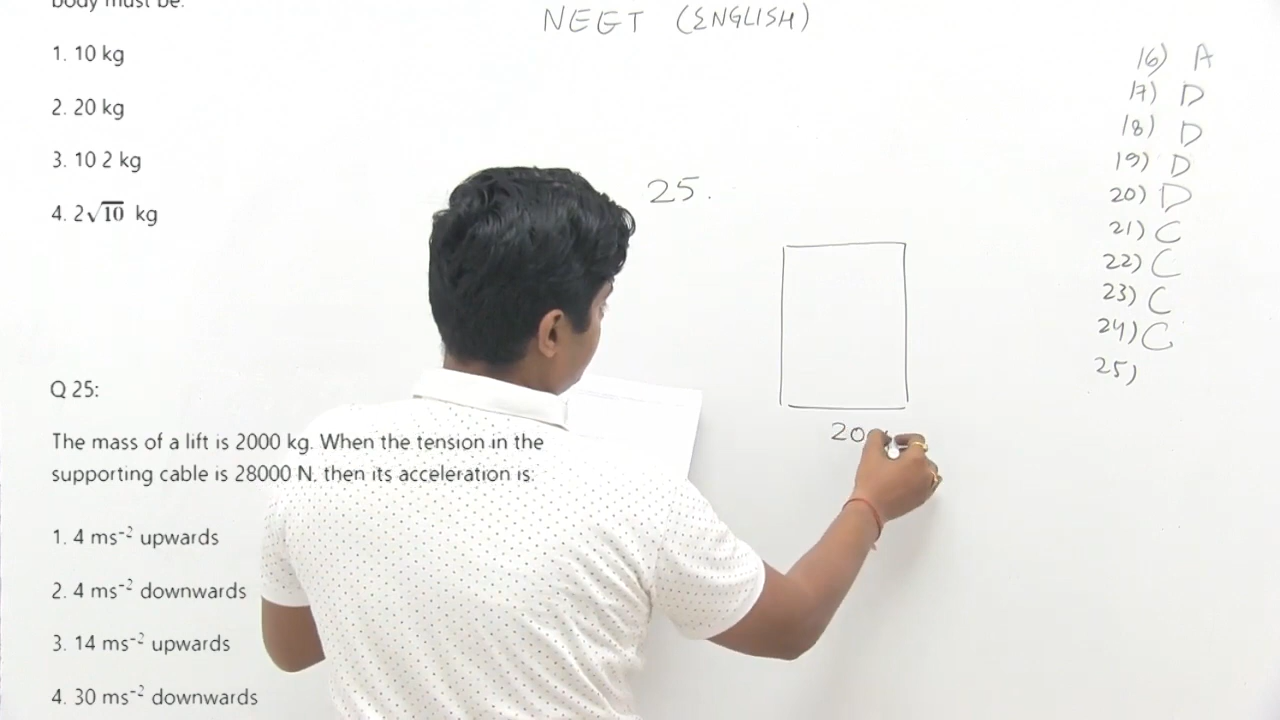 body must be:
1. 10 kg
2. 20 kg
3. 10 2 kg
4. 2√10 kg
Q 25:
The mass of a lift is 2000 kg. When the tension in the
supporting cable is 28000 N, then its acceleration is:
1. 4 ms⁻² upwards
2. 4 ms⁻² downwards
3. 14 ms⁻² upwards
4. 30 ms⁻² downwards
NEET (ENGLISH)
25.
200
16) A
17) D
18) D
19) D
20) D
21) C
22) C
23) C
24) C
25)